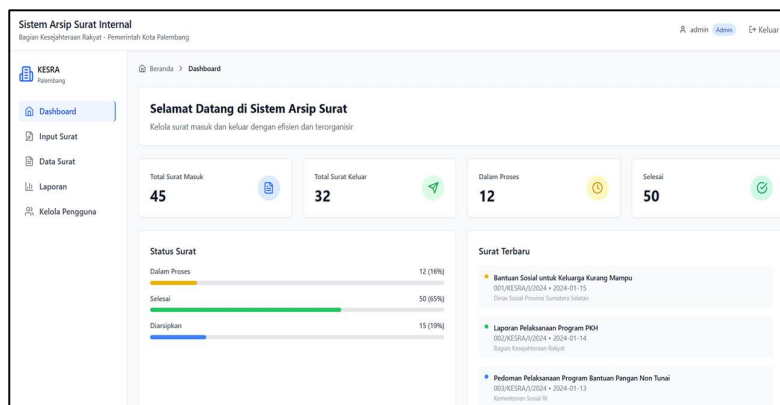 Sistem Arsip Surat Internal
Bagian Kesejahteraan Rakyat - Pemerintah Kota Palembang
admin Admin Keluar
KESRA
Palembang
Dashboard
Input Surat
Data Surat
Laporan
Kelola Pengguna
Beranda > Dashboard
Selamat Datang di Sistem Arsip Surat
Kelola surat masuk dan keluar dengan efisien dan terorganisir
Total Surat Masuk
45
Total Surat Keluar
32
Dalam Proses
12
Selesai
50
Status Surat
Dalam Proses 12 (16%)
Selesai 50 (65%)
Diarsipkan 15 (19%)
Surat Terbaru
Bantuan Sosial untuk Keluarga Kurang Mampu
001/KESRA/I/2024 • 2024-01-15
Dinas Sosial Provinsi Sumatera Selatan
Laporan Pelaksanaan Program PKH
002/KESRA/I/2024 • 2024-01-14
Bagian Kesejahteraan Rakyat
Pedoman Pelaksanaan Program Bantuan Pangan Non Tunai
003/KESRA/I/2024 • 2024-01-13
Kementerian Sosial RI